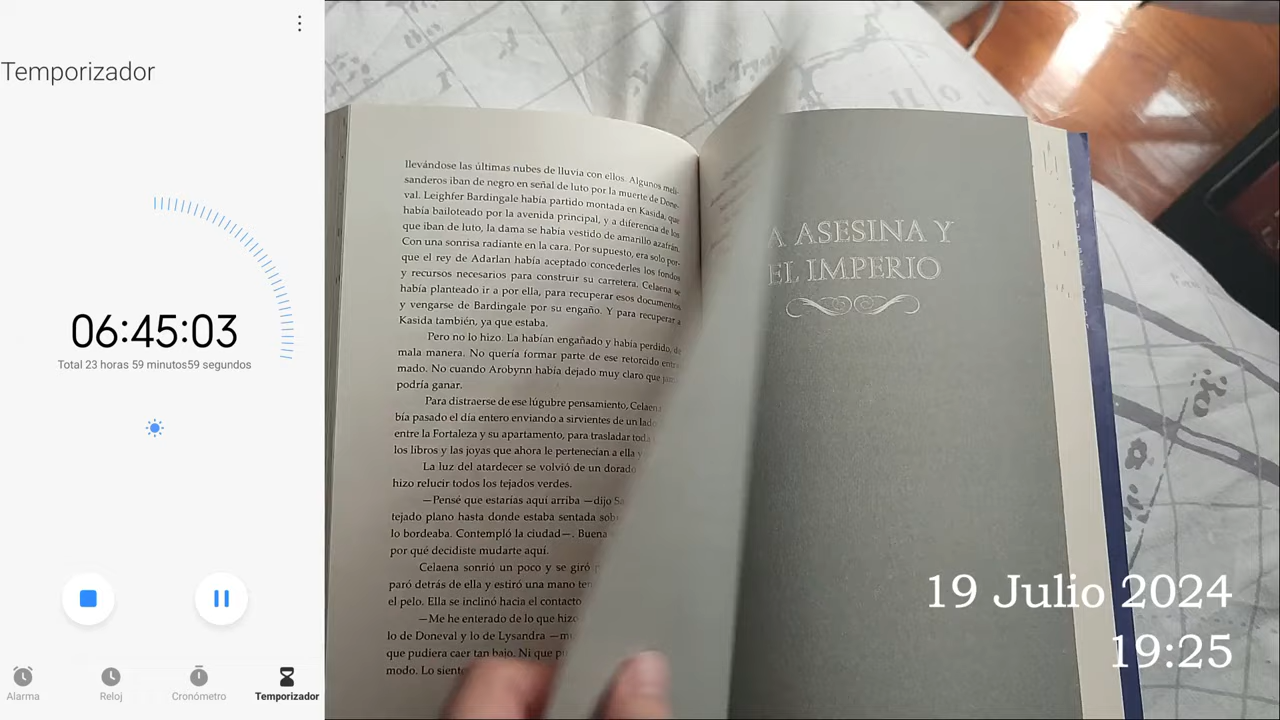 Temporizador
06:45:03
Total 23 horas 59 minutos59 segundos
Alarma
Reloj
Cronómetro
Temporizador
llevándose las últimas nubes de lluvia con ellos. Algunos meli-
sanderos iban de negro en señal de luto por la muerte de Done-
val. Leighfer Bardingale había partido montada en Kasida, que
había bailoteado por la avenida principal, y a diferencia de los
que iban de luto, la dama se había vestido de amarillo azafrán.
Con una sonrisa radiante en la cara. Por supuesto, era solo por-
que el rey de Adarlan había aceptado concederles los fondos
y recursos necesarios para construir su carretera. Celaena se
había planteado ir a por ella, para recuperar esos documentos
y vengarse de Bardingale por su engaño. Y para recuperar a
Kasida también, ya que estaba.
Pero no lo hizo. La habían engañado y había perdido, de
mala manera. No quería formar parte de ese retorcido
mado. No cuando Arobynn había dejado muy claro que
podría ganar.
Para distraerse de ese lúgubre pensamiento, Celaena
bía pasado el día entero enviando a sirvientes de un lado
entre la Fortaleza y su apartamento, para trasladar toda
los libros y las joyas que ahora le pertenecían a ella
La luz del atardecer se volvió de un dorado
hizo relucir todos los tejados verdes.
—Pensé que estarías aquí arriba —dijo
tejado plano hasta donde estaba sentada
lo bordeaba. Contempló la ciudad—. Buena
por qué decidiste mudarte aquí.
Celaena sonrió un poco y se giró
paró detrás de ella y estiró una mano
el pelo. Ella se inclinó hacia el contacto
—Me he enterado de lo que hizo
lo de Doneval y lo de Lysandra
que pudiera caer tan bajo. Ni que
modo. Lo
A ASESINA Y
EL IMPERIO
19 Julio 2024
19:25